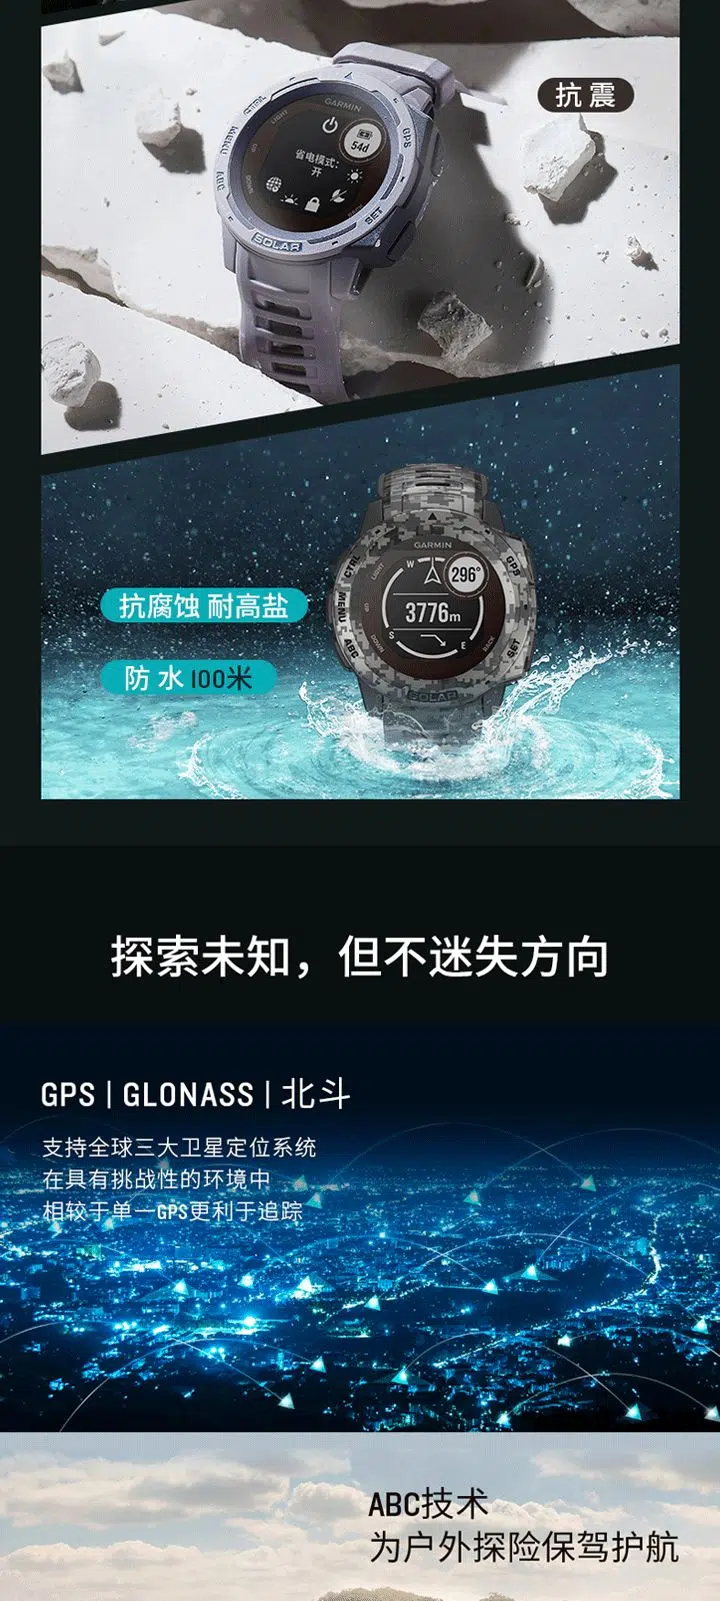 抗震
GARMIN
LIGHT
CTRL
GPS
54d
MENU
省电模式:
开
ABC
SET
SOLAR
GARMIN
CTRL
LIGHT
GPS
W
296°
抗腐蚀 耐高盐
MENU
UP
3776m
ABC
DOWN
S
E
BACK
SET
防水100米
SOLAR
探索未知，但不迷失方向
GPS | GLONASS | 北斗
支持全球三大卫星定位系统
在具有挑战性的环境中
相较于单一GPS更利于追踪
ABC技术
为户外探险保驾护航